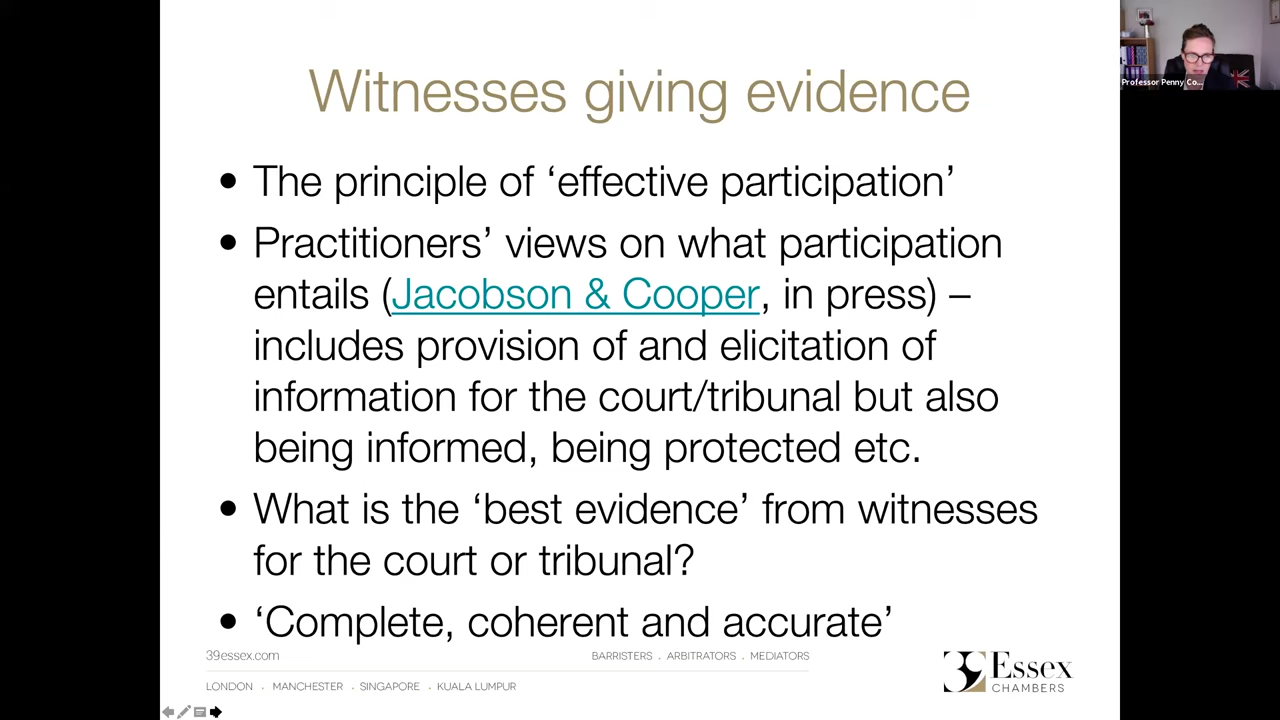 Witnesses giving evidence
• The principle of ‘effective participation’
• Practitioners’ views on what participation
entails (Jacobson & Cooper, in press) –
includes provision of and elicitation of
information for the court/tribunal but also
being informed, being protected etc.
• What is the ‘best evidence’ from witnesses
for the court or tribunal?
• ‘Complete, coherent and accurate’
39essex.com
BARRISTERS . ARBITRATORS . MEDIATORS
LONDON . MANCHESTER . SINGAPORE . KUALA LUMPUR
39 Essex
CHAMBERS
Professor Penny Co...